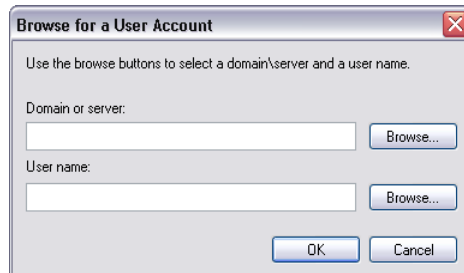 Browse for a User Account
Use the browse buttons to select a domain\server and a user name.
Domain or server:
Browse...
User name:
Browse...
OK Cancel